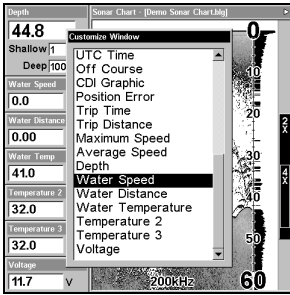 Depth
44.8
Shallow 1
Deep 100
Water Speed
0.0
Water Distance
0.00
Water Temp
41.0
Temperature 2
32.0
Temperature 3
32.0
Voltage
11.7 V
Sonar Chart - [Demo Sonar Chart.blg]
Customize Window
UTC Time
Off Course
CDI Graphic
Position Error
Trip Time
Trip Distance
Maximum Speed
Average Speed
Depth
Water Speed
Water Distance
Water Temperature
Temperature 2
Temperature 3
Voltage
0
10
20
30
40
50
60
2X
4X
200kHz